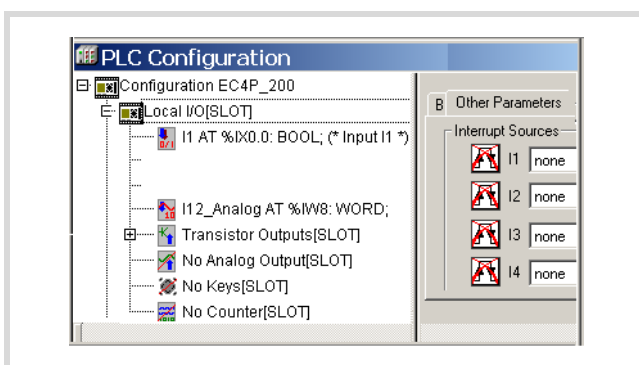 PLC Configuration
Configuration EC4P_200
Local I/O[SLOT]
I1 AT %IX0.0: BOOL; (* Input I1 *)
...
...
I12_Analog AT %IW8: WORD;
Transistor Outputs[SLOT]
No Analog Output[SLOT]
No Keys[SLOT]
No Counter[SLOT]
B Other Parameters
Interrupt Sources
I1 none
I2 none
I3 none
I4 none